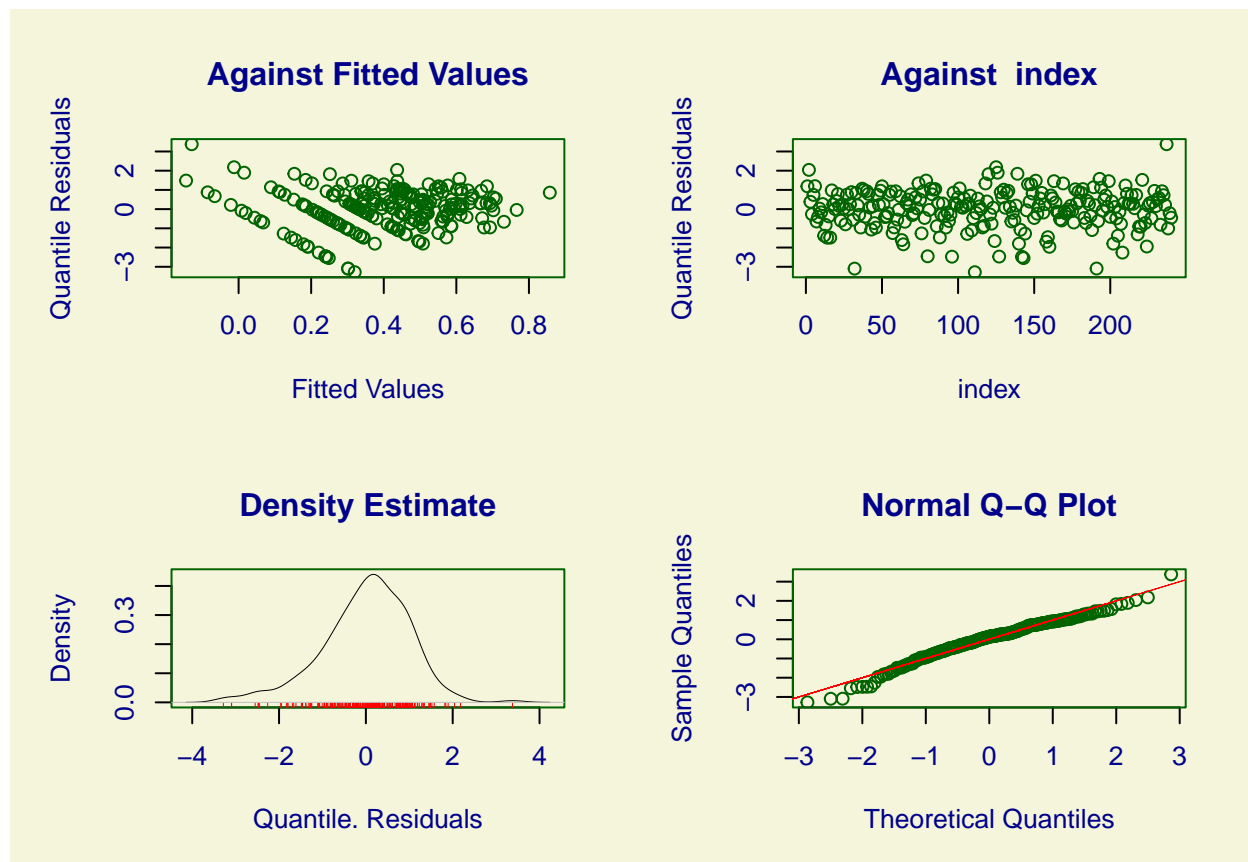 Against Fitted Values
Quantile Residuals
2
0
−3
0.0 0.2 0.4 0.6 0.8
Fitted Values
Against  index
Quantile Residuals
2
0
−3
0 50 100 150 200
index
Density Estimate
Density
0.3
0.0
−4 −2 0 2 4
Quantile. Residuals
Normal Q−Q Plot
Sample Quantiles
2
0
−3
−3 −2 −1 0 1 2 3
Theoretical Quantiles